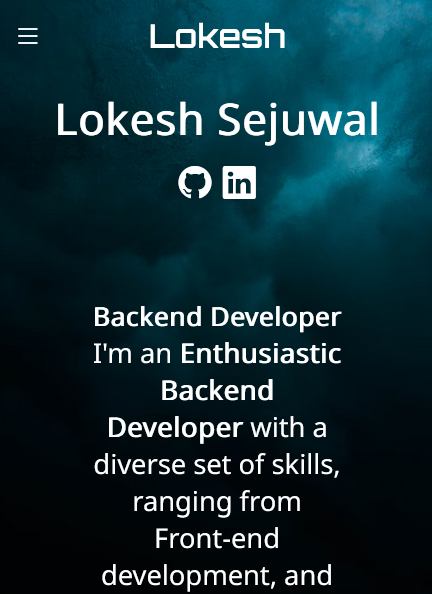 Lokesh
Lokesh Sejuwal
in
Backend Developer
I'm an Enthusiastic
Backend
Developer with a
diverse set of skills,
ranging from
Front-end
development, and